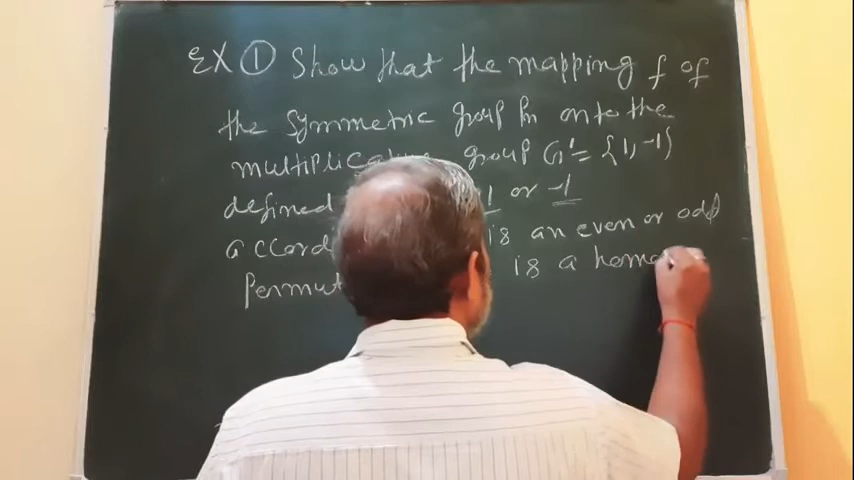 EX ① Show that the mapping f of
the symmetric group Pn onto the
multiplicative group G' = {1, -1}
defined 1 or -1
accord is an even or odd
Permut is a homo